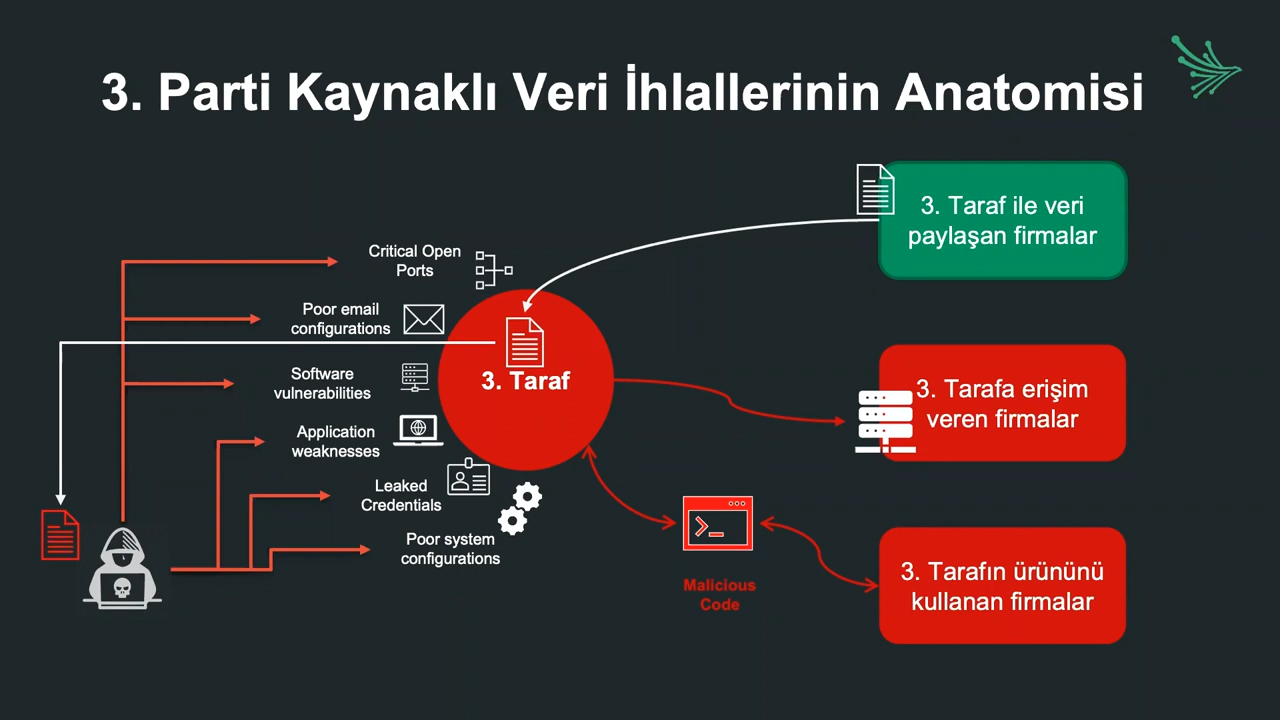 3. Parti Kaynaklı Veri İhlallerinin Anatomisi
3. Taraf ile veri
paylaşan firmalar
Critical Open
Ports
Poor email
configurations
Software
vulnerabilities
3. Taraf
3. Tarafa erişim
veren firmalar
Application
weaknesses
Leaked
Credentials
Poor system
configurations
Malicious
Code
3. Tarafın ürününü
kullanan firmalar